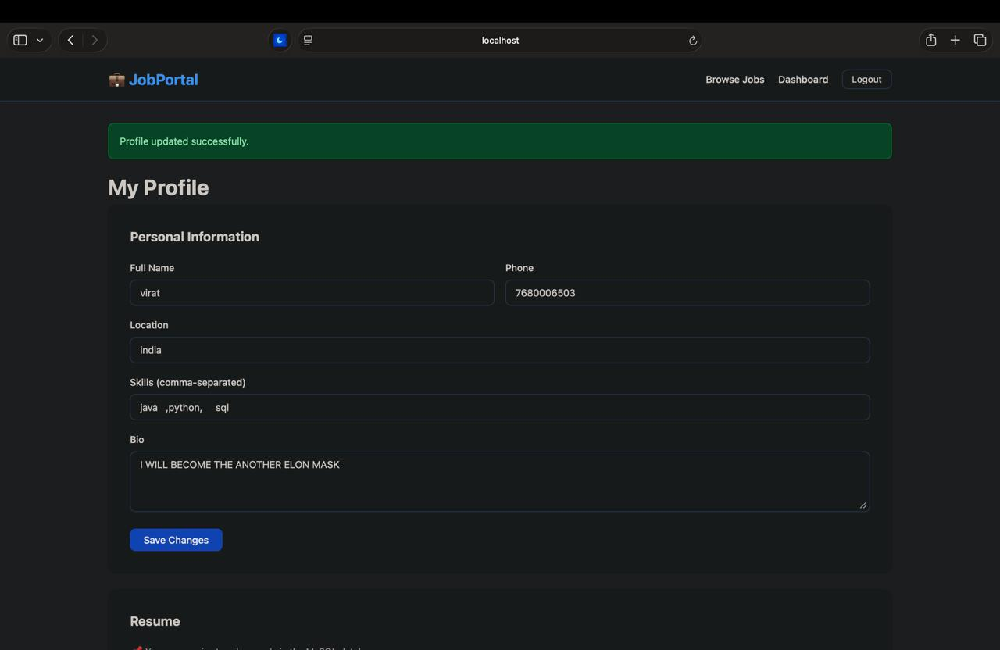 localhost
JobPortal
Browse Jobs Dashboard Logout
Profile updated successfully.
My Profile
Personal Information
Full Name Phone
virat 7680006503
Location
india
Skills (comma-separated)
java ,python, sql
Bio
I WILL BECOME THE ANOTHER ELON MASK
Save Changes
Resume